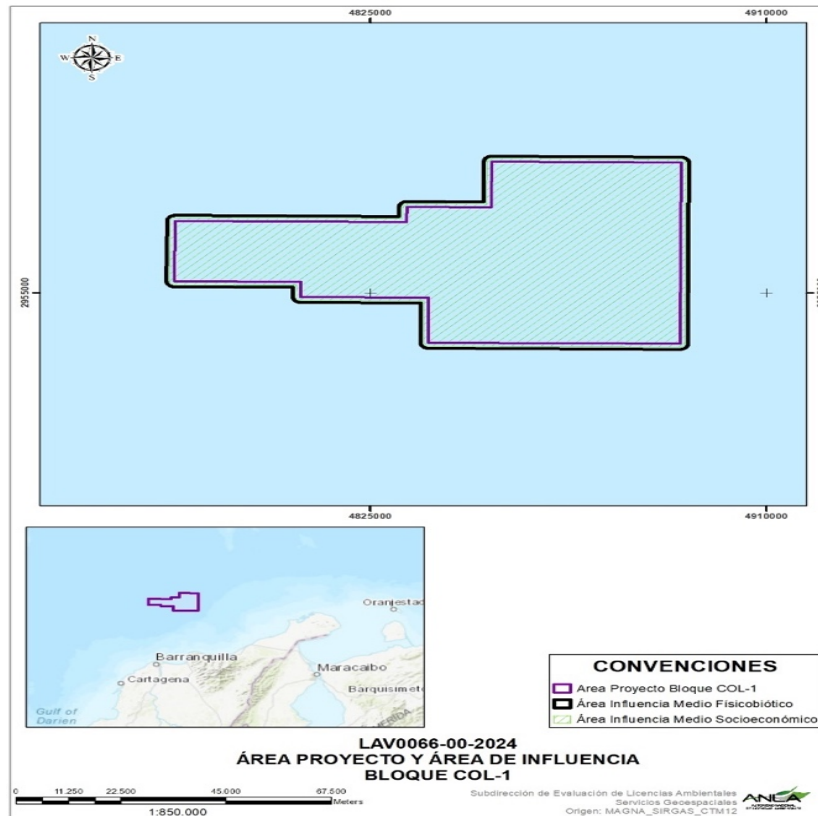 4825000 4910000
N
W E
S
2955000
4825000 4910000
Oranjestad
Barranquilla
Cartagena
Maracaibo
Barquisimeto
Gulf of
Darien
CONVENCIONES
Area Proyecto Bloque COL-1
Área Influencia Medio Físicobiótico
Área Influencia Medio Socioeconómico
LAV0066-00-2024
ÁREA PROYECTO Y ÁREA DE INFLUENCIA
BLOQUE COL-1
0 11.250 22.500 45.000 67.500
Meters
1:850.000
Subdirección de Evaluación de Licencias Ambientales
Servicios Geoespaciales
Origen: MAGNA_SIRGAS_CTM12
ANLA